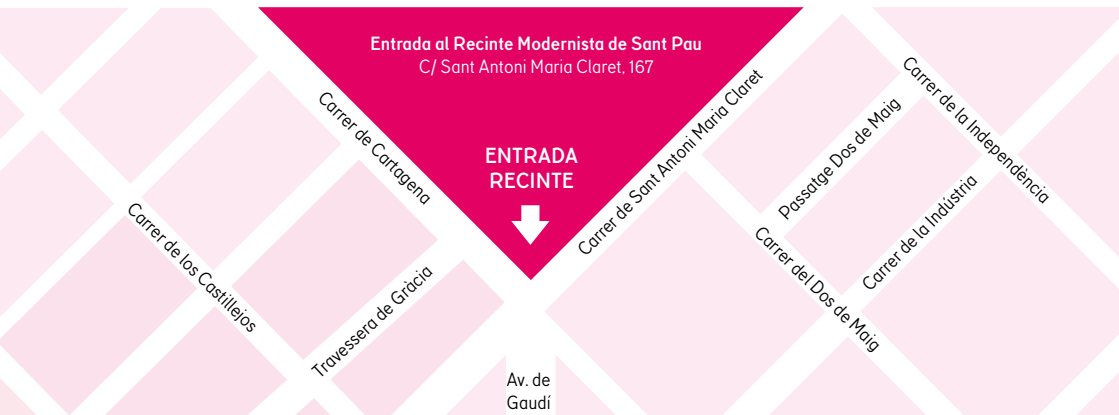 Entrada al Recinte Modernista de Sant Pau
C/ Sant Antoni Maria Claret, 167
ENTRADA
RECINTE
Carrer de Cartagena
Carrer de Sant Antoni Maria Claret
Carrer de la Independència
Passatge Dos de Maig
Carrer de la Indústria
Carrer del Dos de Maig
Carrer de los Castillejos
Travessera de Gràcia
Av. de
Gaudí